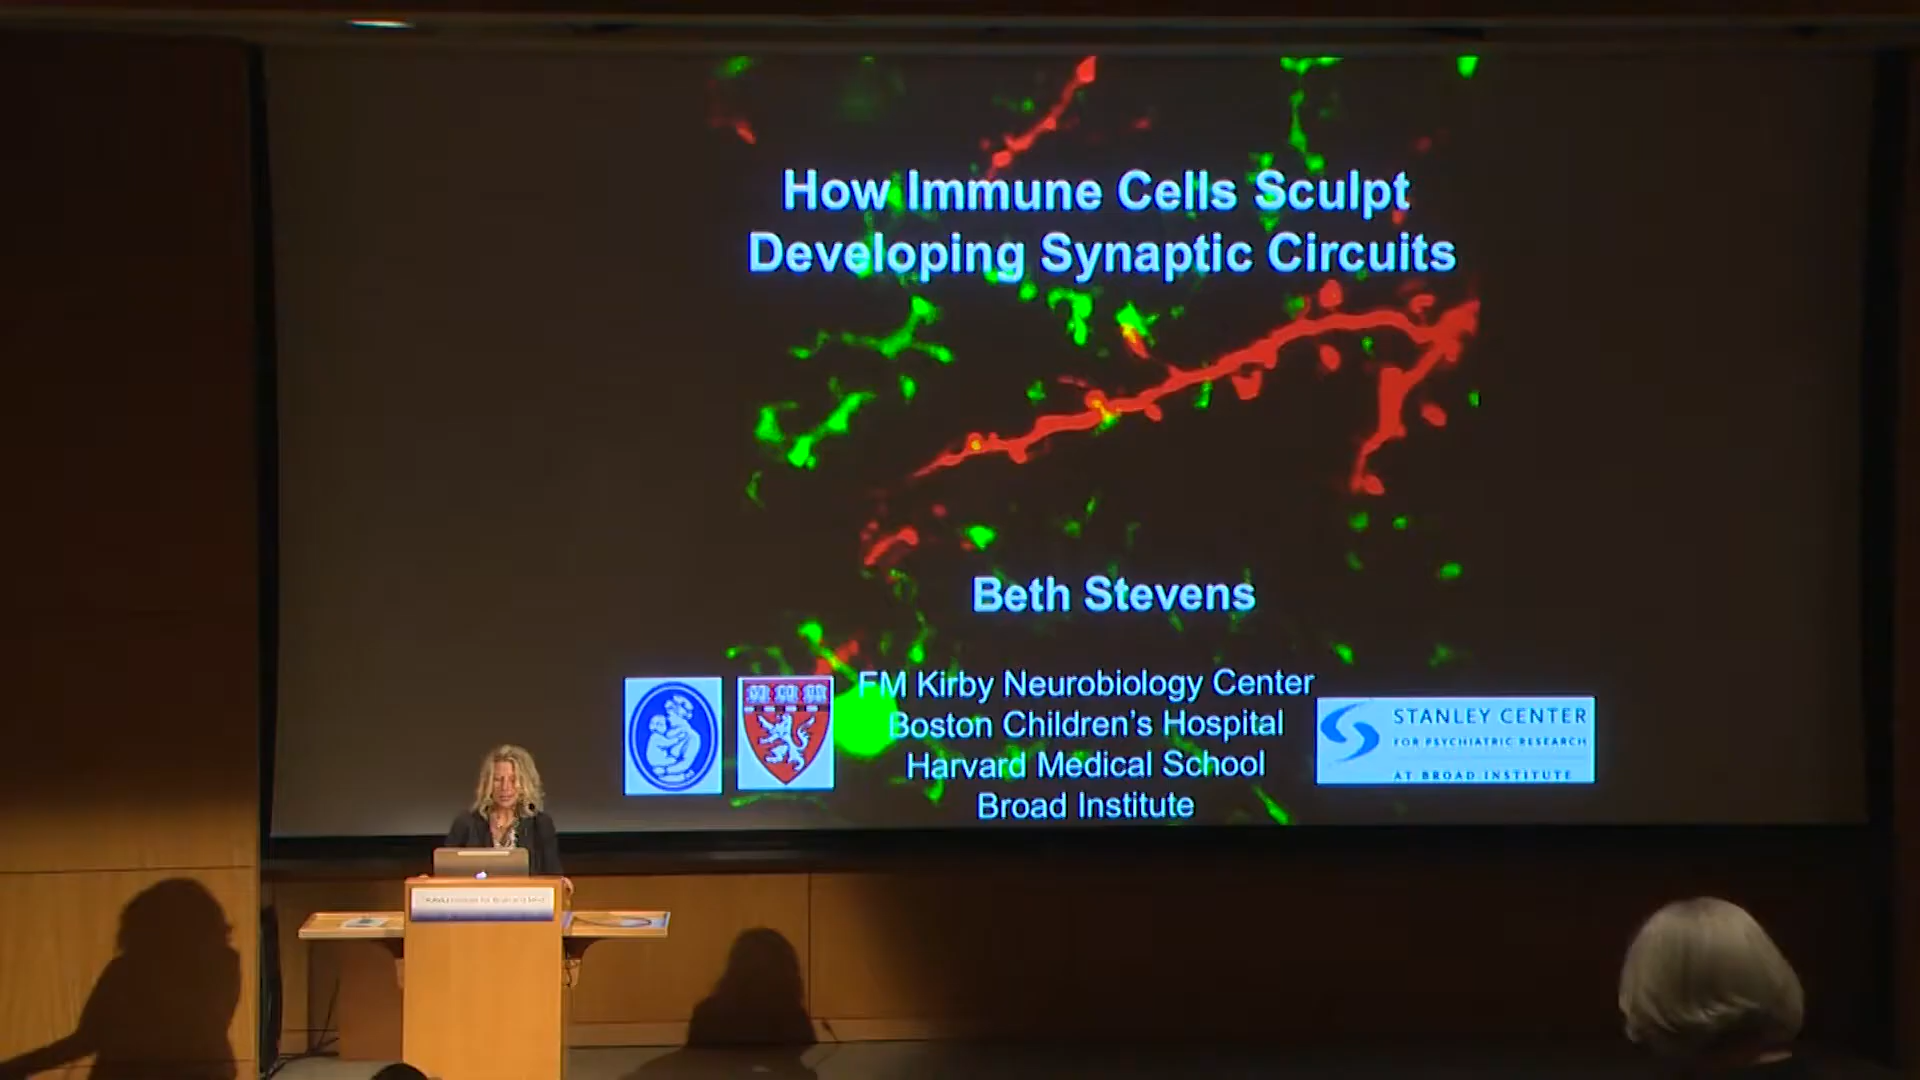 How Immune Cells Sculpt
Developing Synaptic Circuits
Beth Stevens
FM Kirby Neurobiology Center
Boston Children's Hospital
Harvard Medical School
Broad Institute
STANLEY CENTER
FOR PSYCHIATRIC RESEARCH
AT BROAD INSTITUTE